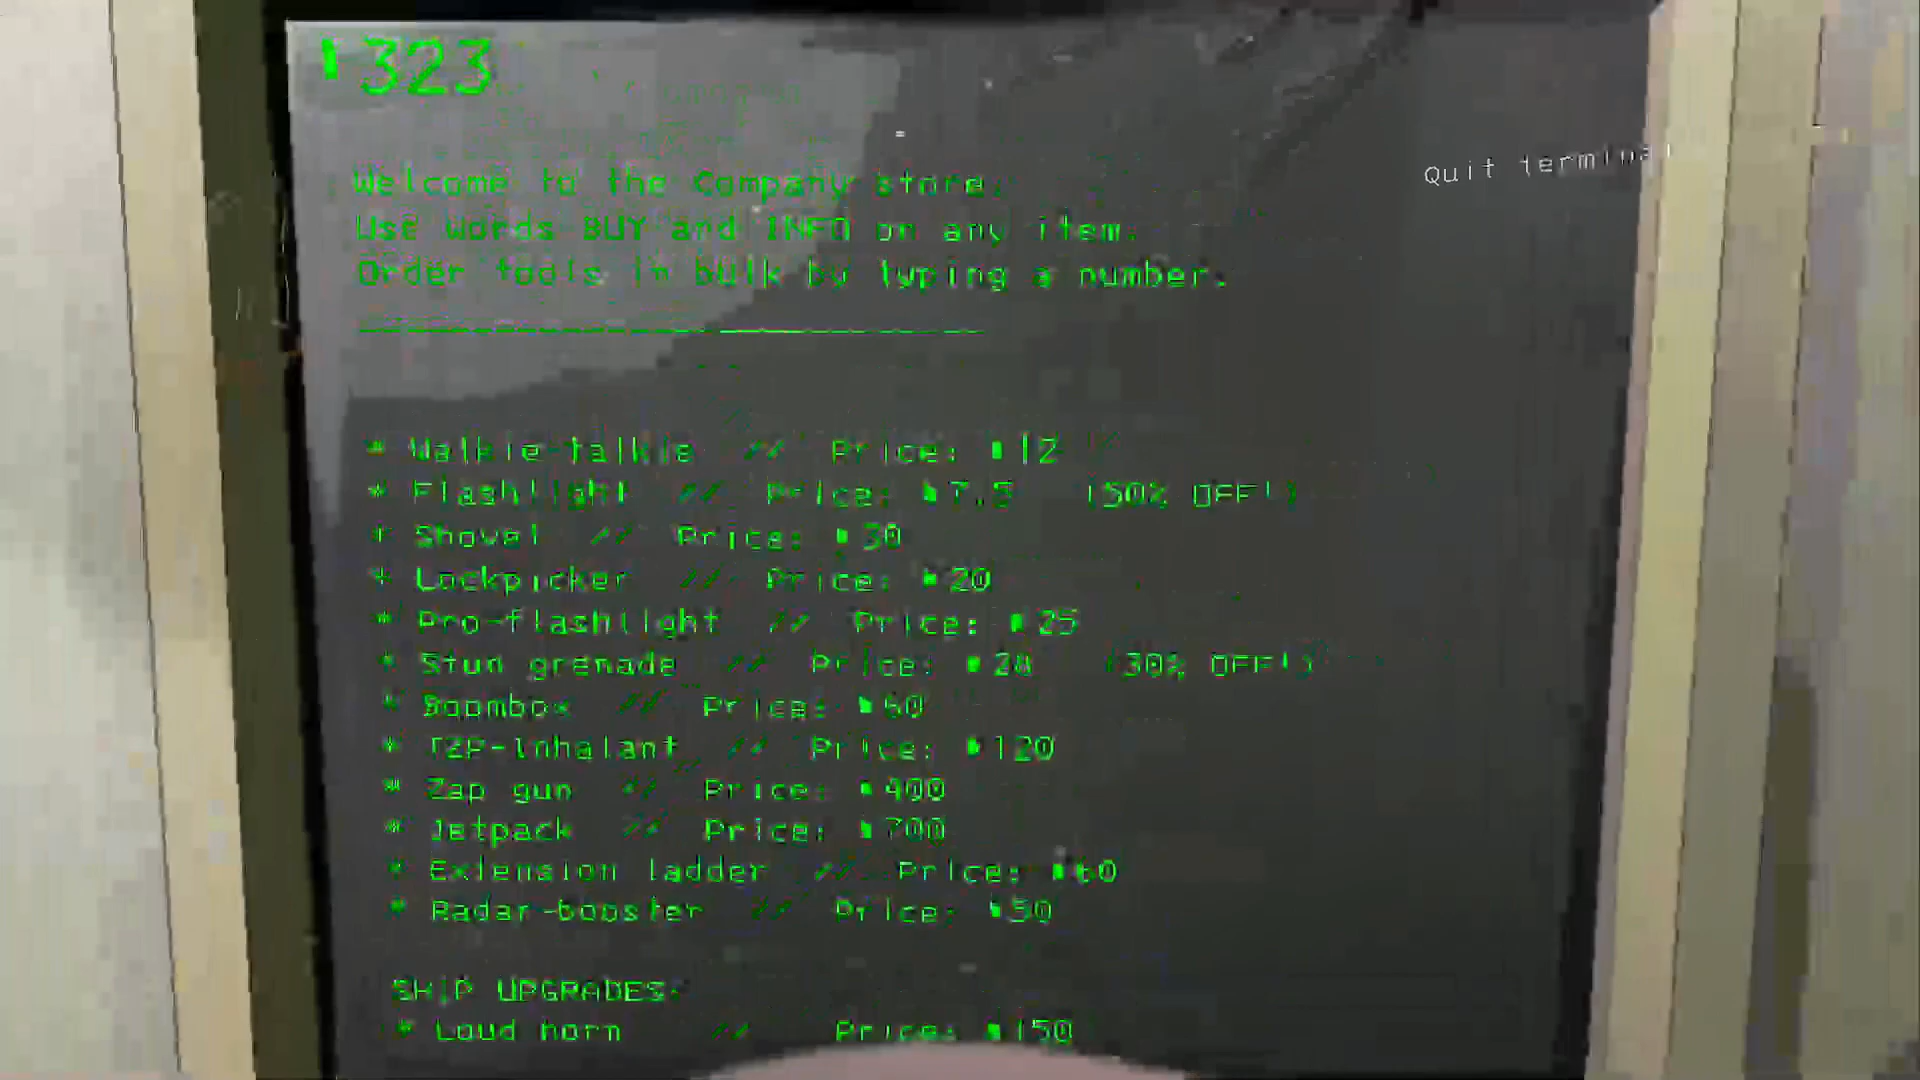 ▮323
Quit terminal
Welcome to the Company store.
Use words BUY and INFO on any item.
Order tools in bulk by typing a number.
* Walkie-talkie // Price: ▮12
* Flashlight // Price: ▮7.5 (50% OFF!)
* Shovel // Price: ▮30
* Lockpicker // Price: ▮20
* Pro-flashlight // Price: ▮25
* Stun grenade // Price: ▮28 (30% OFF!)
* Boombox // Price: ▮60
* TZP-Inhalant // Price: ▮120
* Zap gun // Price: ▮400
* Jetpack // Price: ▮700
* Extension ladder // Price: ▮60
* Radar-booster // Price: ▮50
SHIP UPGRADES:
* Loud horn // Price: ▮150